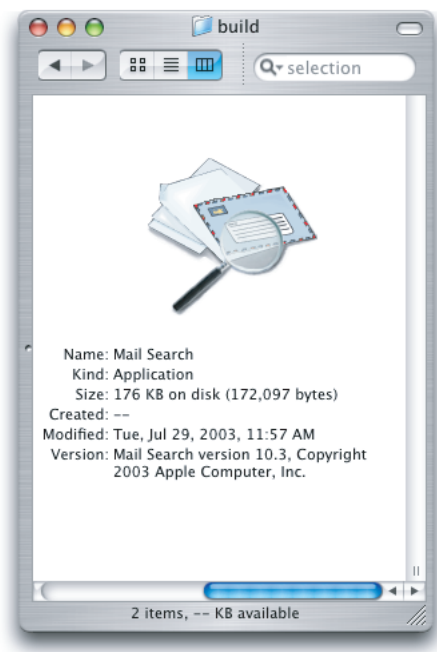 build
selection
Name: Mail Search
Kind: Application
Size: 176 KB on disk (172,097 bytes)
Created: --
Modified: Tue, Jul 29, 2003, 11:57 AM
Version: Mail Search version 10.3, Copyright
2003 Apple Computer, Inc.
2 items, -- KB available